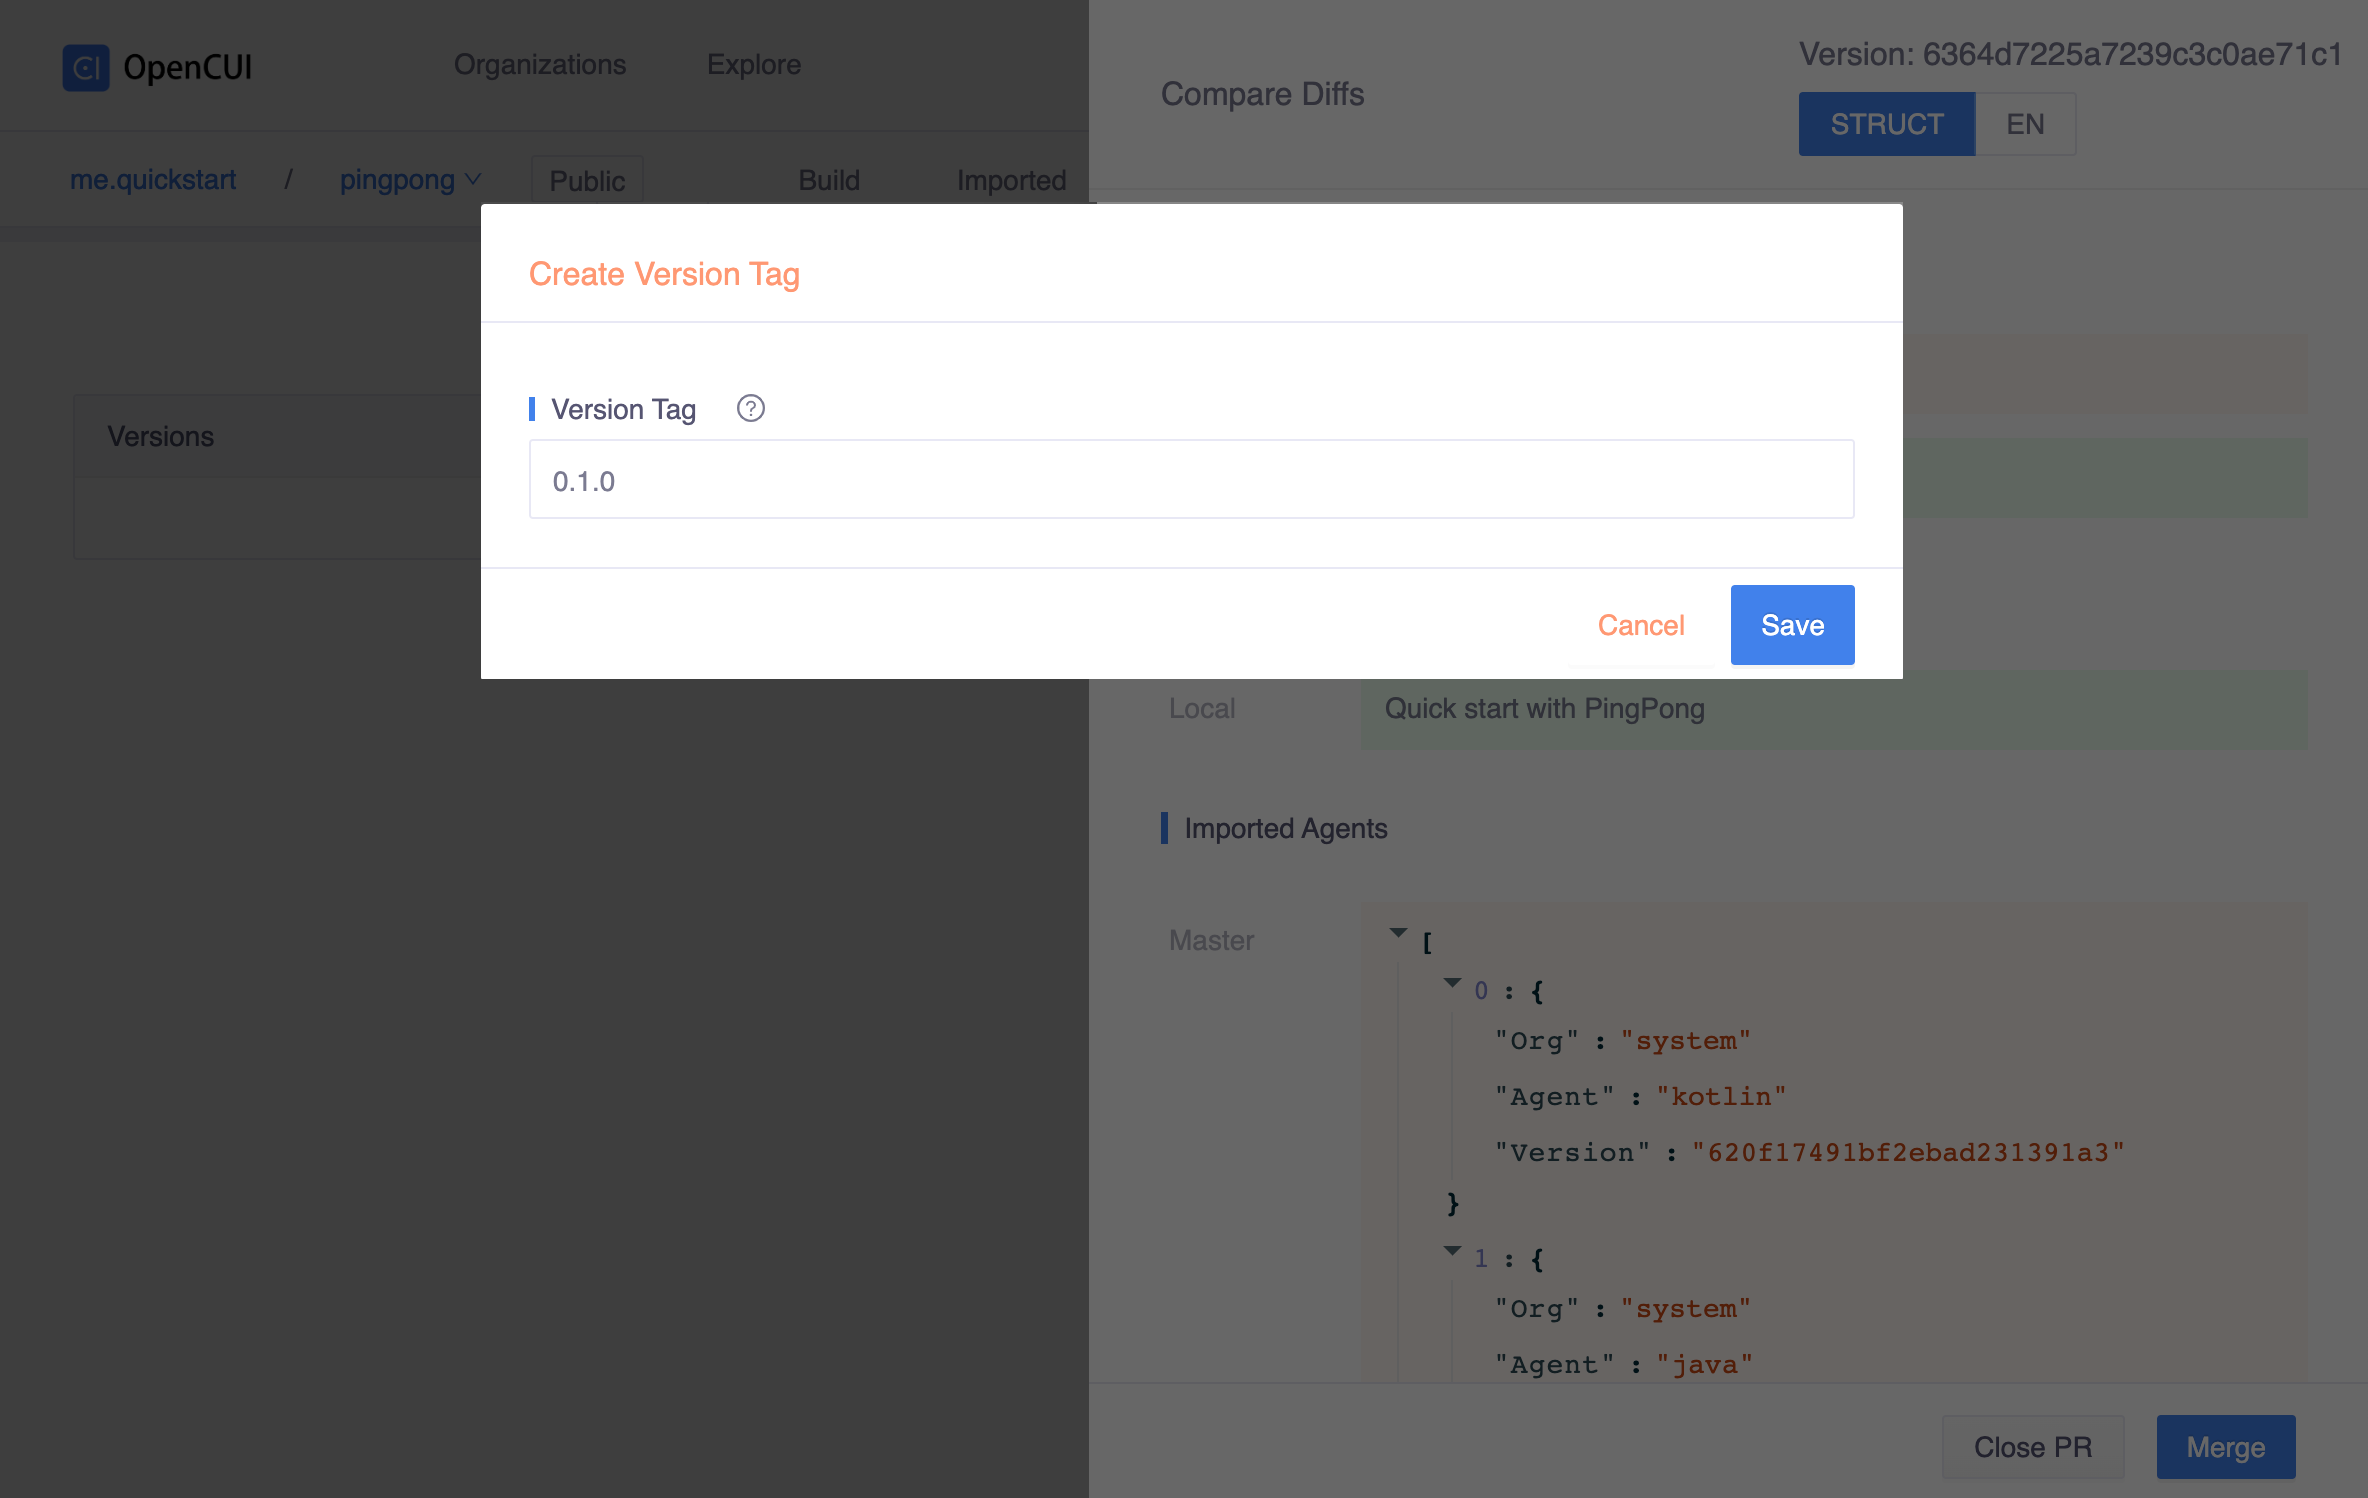 OpenCUI
Organizations
Explore
me.quickstart / pingpong
Public
Build
Imported
Versions
Compare Diffs
Version: 6364d7225a7239c3c0ae71c1
STRUCT
EN
Create Version Tag
Version Tag ?
0.1.0
Cancel
Save
Local
Quick start with PingPong
Imported Agents
Master
[
0 : {
"Org" : "system"
"Agent" : "kotlin"
"Version" : "620f17491bf2ebad231391a3"
}
1 : {
"Org" : "system"
"Agent" : "java"
Close PR
Merge